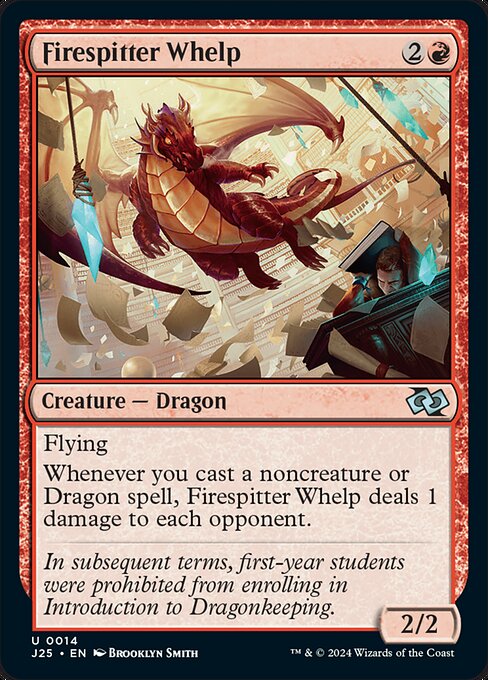 Firespitter Whelp 2
Creature — Dragon
Flying
Whenever you cast a noncreature or
Dragon spell, Firespitter Whelp deals 1
damage to each opponent.
In subsequent terms, first-year students
were prohibited from enrolling in
Introduction to Dragonkeeping.
2/2
U 0014
J25 • EN Brooklyn Smith ™ & © 2024 Wizards of the Coast